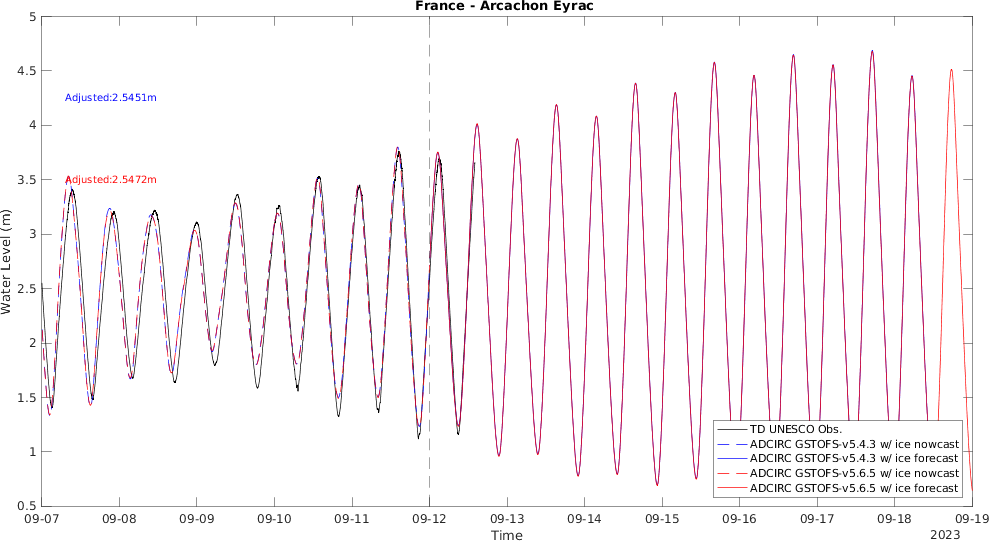 France - Arcachon Eyrac
5
4.5
4
3.5
3
2.5
2
1.5
1
0.5
Water Level (m)
Adjusted:2.5451m
Adjusted:2.5472m
TD UNESCO Obs.
ADCIRC GSTOFS-v5.4.3 w/ ice nowcast
ADCIRC GSTOFS-v5.4.3 w/ ice forecast
ADCIRC GSTOFS-v5.6.5 w/ ice nowcast
ADCIRC GSTOFS-v5.6.5 w/ ice forecast
09-07 09-08 09-09 09-10 09-11 09-12 09-13 09-14 09-15 09-16 09-17 09-18 09-19
Time
2023